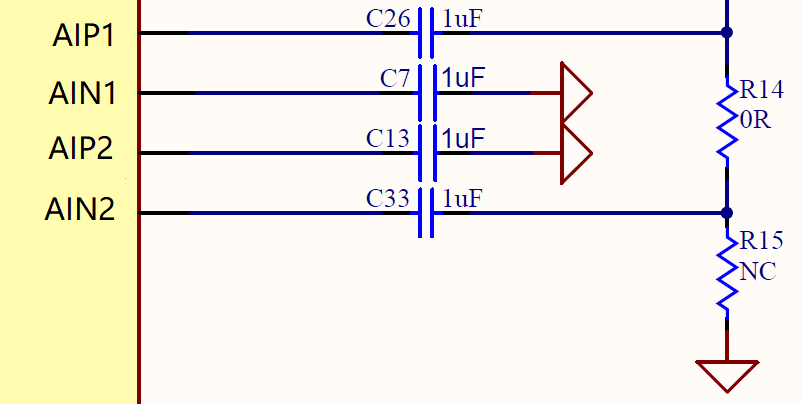 C26 1uF
AIP1
C7 1uF
AIN1
R14
0R
C13 1uF
AIP2
C33 1uF
AIN2
R15
NC